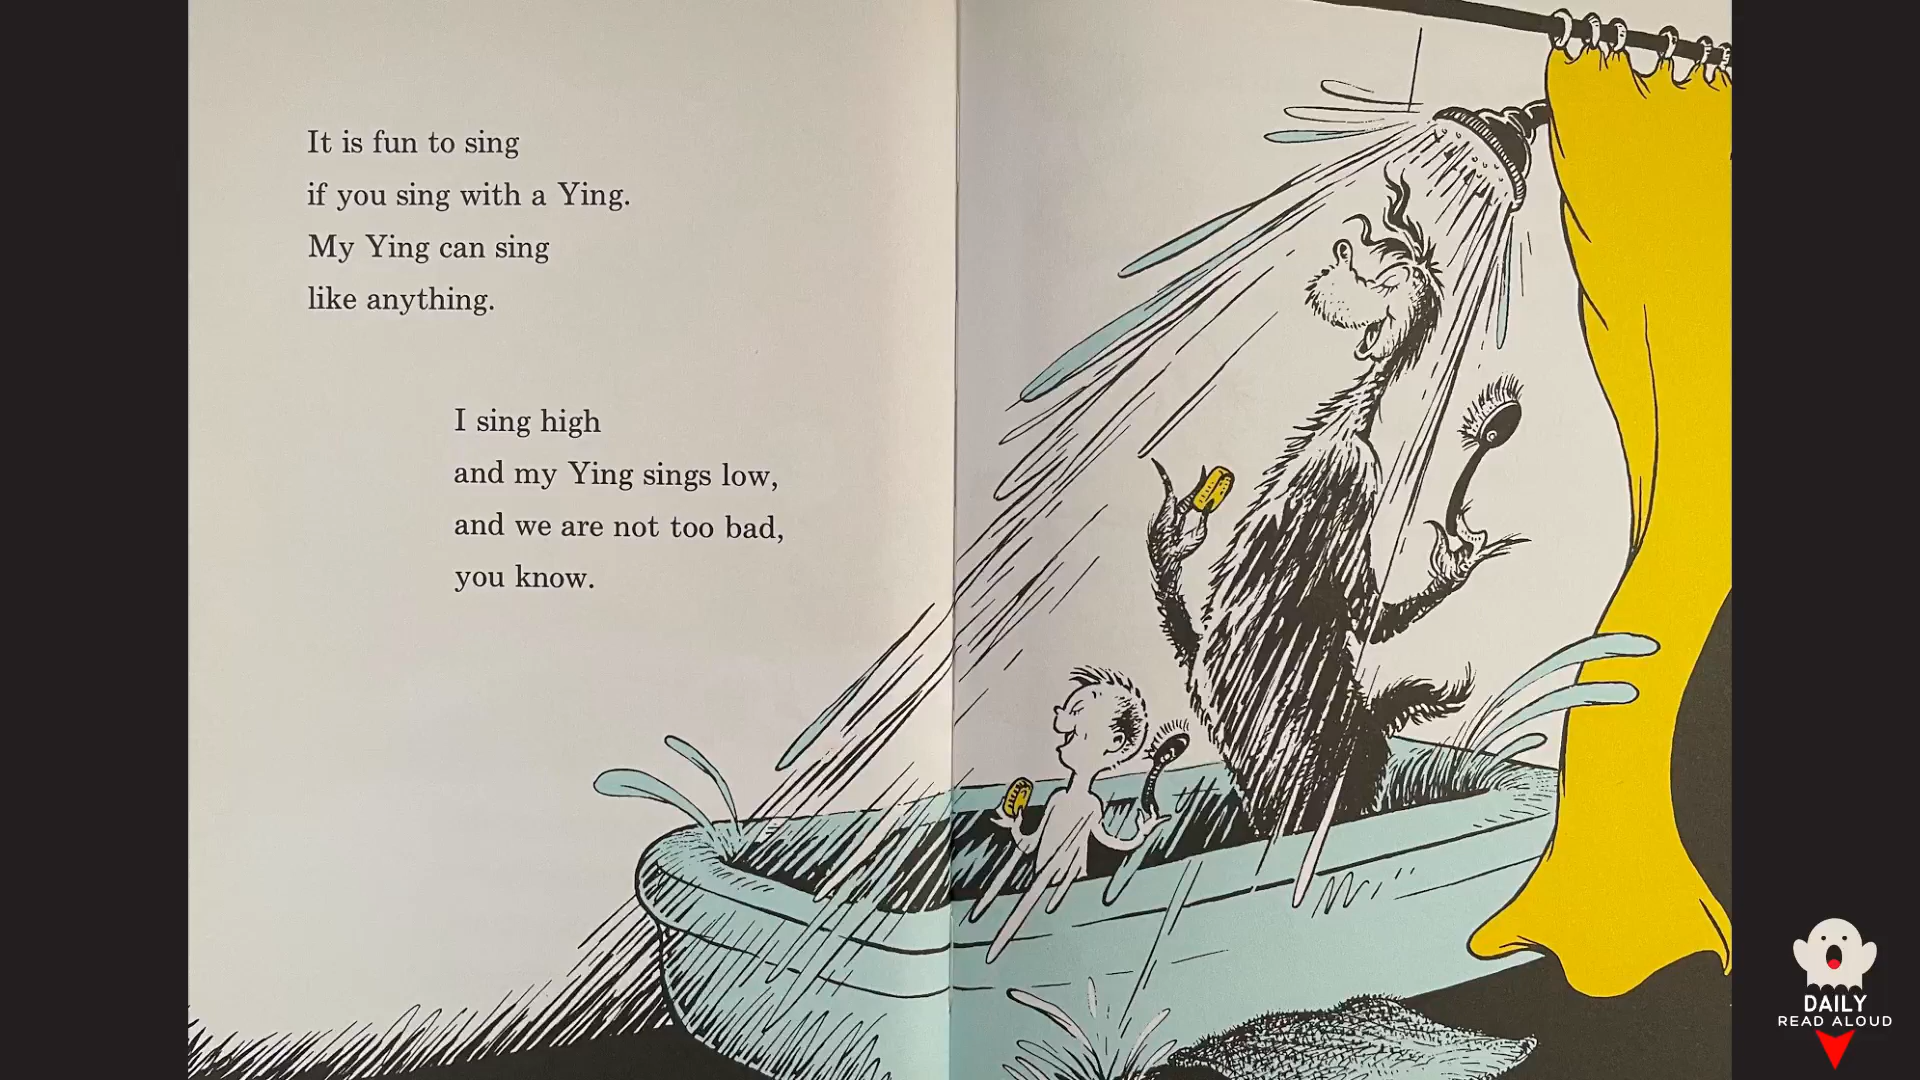 It is fun to sing
if you sing with a Ying.
My Ying can sing
like anything.
I sing high
and my Ying sings low,
and we are not too bad,
you know.
DAILY
READ ALOUD